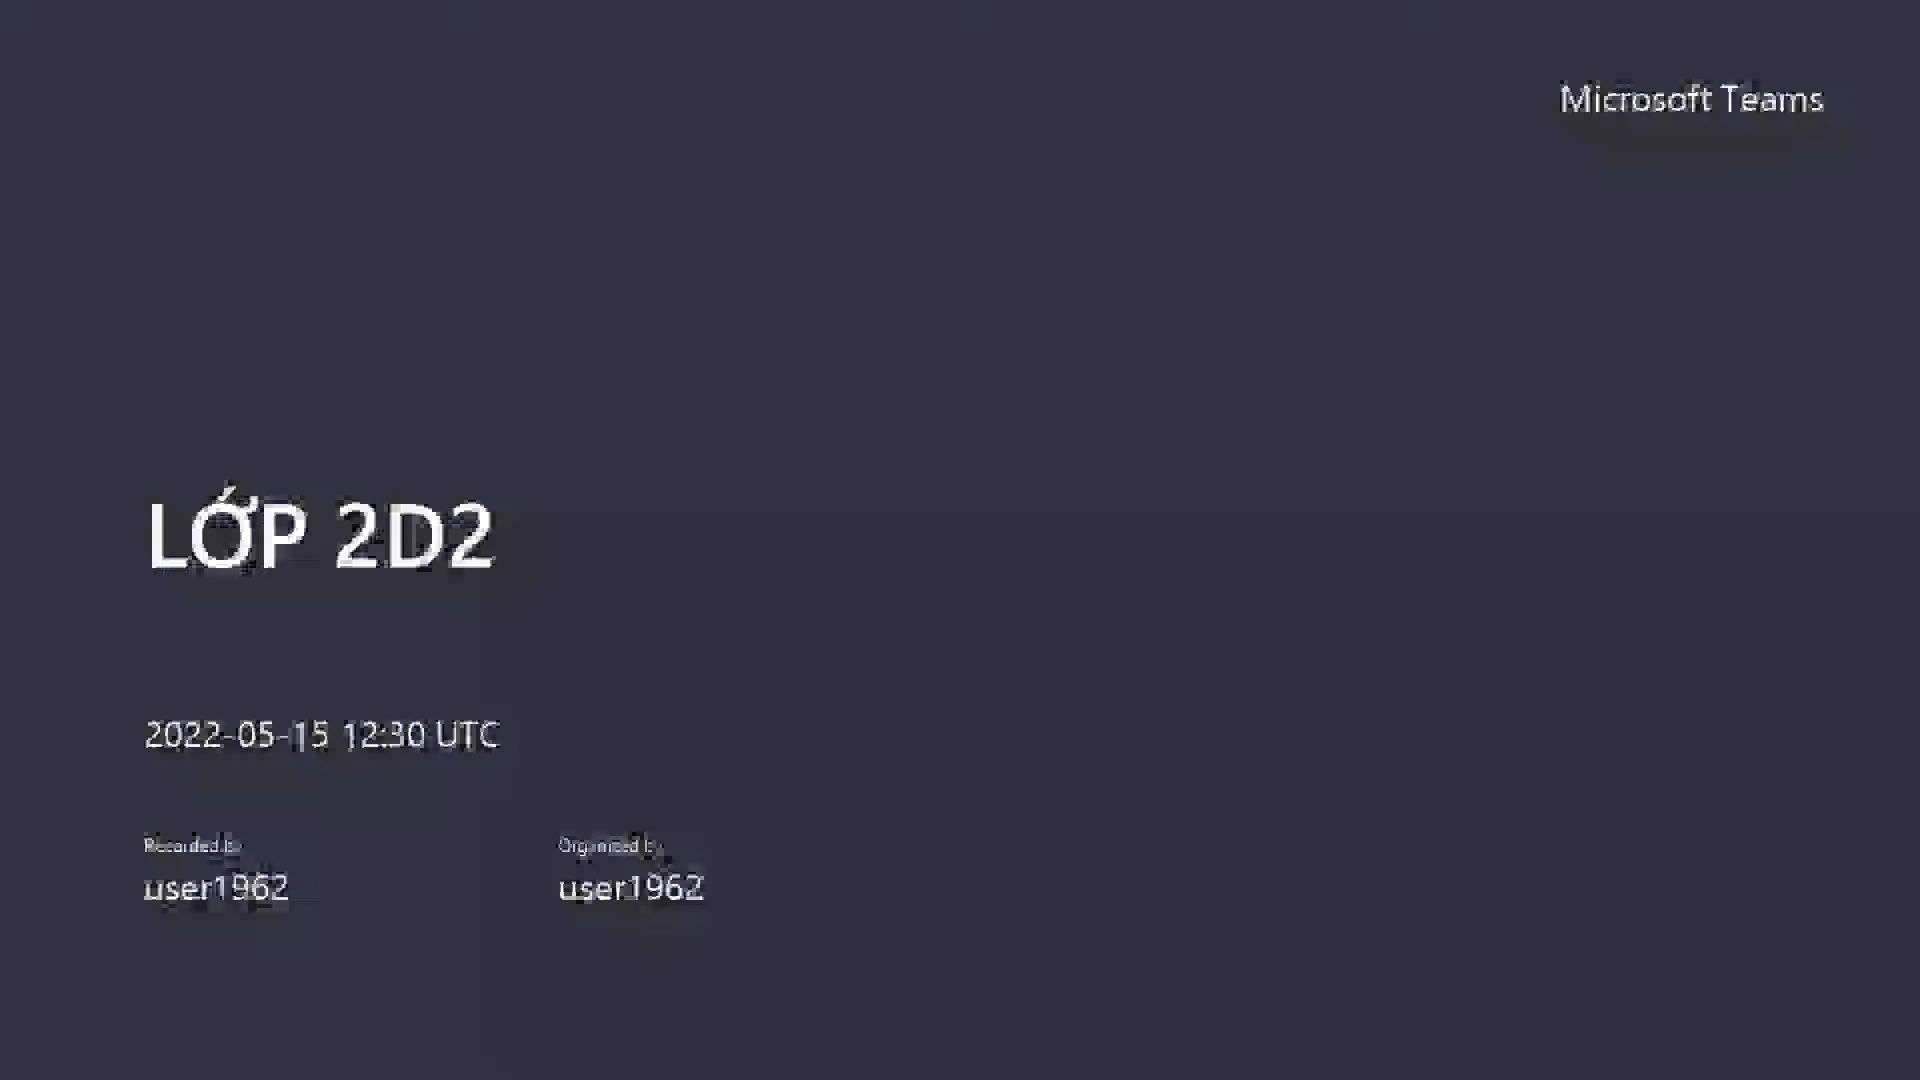 Microsoft Teams
LỚP 2D2
2022-05-15 12:30 UTC
Recorded by
Organized by
user1962
user1962